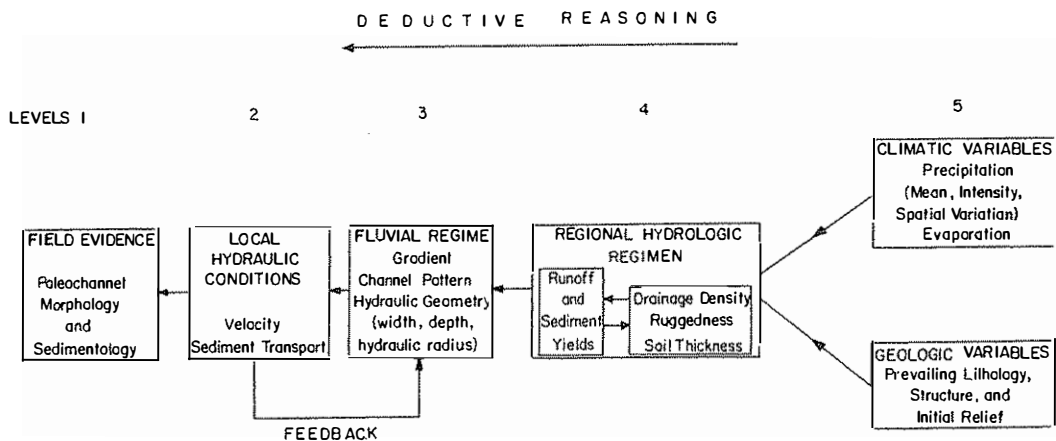 DEDUCTIVE REASONING
LEVELS 1
2
3
4
5
FIELD EVIDENCE
Paleochannel
Morphology
and
Sedimentology
LOCAL
HYDRAULIC
CONDITIONS
Velocity
Sediment Transport
FLUVIAL REGIME
Gradient
Channel Pattern
Hydraulic Geometry
(width, depth,
hydraulic radius)
REGIONAL HYDROLOGIC
REGIMEN
Runoff
and
Sediment
Yields
Drainage Density
Ruggedness
Soil Thickness
CLIMATIC VARIABLES
Precipitation
(Mean, Intensity,
Spatial Variation)
Evaporation
GEOLOGIC VARIABLES
Prevailing Lithology,
Structure, and
Initial Relief
FEEDBACK